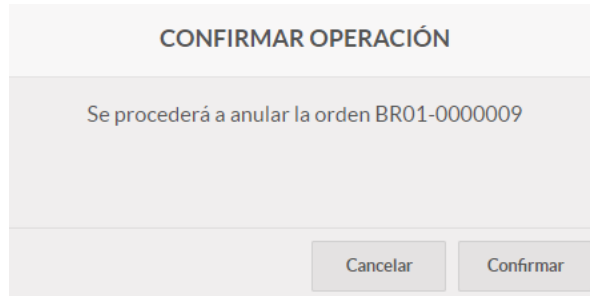 CONFIRMAR OPERACIÓN
Se procederá a anular la orden BR01-0000009
Cancelar
Confirmar